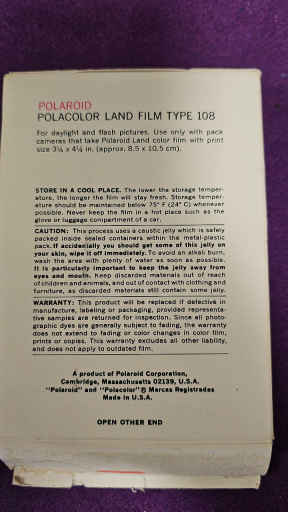 POLAROID
POLACOLOR LAND FILM TYPE 108
For daylight and flash pictures. Use only with pack
cameras that take Polaroid Land color film with print
size 3¼ x 4¼ in. (approx. 8.5 x 10.5 cm).
STORE IN A COOL PLACE. The lower the storage temper-
ature, the longer the film will stay fresh. Storage temper-
ature should be maintained below 75° F (24° C) whenever
possible. Never keep the film in a hot place such as the
glove or luggage compartment of a car.
CAUTION: This process uses a caustic jelly which is safely
packed inside sealed containers within the metal-plastic
pack. If accidentally you should get some of this jelly on
your skin, wipe it off immediately. To avoid an alkali burn,
wash the area with plenty of water as soon as possible.
It is particularly important to keep the jelly away from
eyes and mouth. Keep discarded materials out of reach
of children and animals, and out of contact with clothing and
furniture, as discarded materials still contain some jelly.
WARRANTY: This product will be replaced if defective in
manufacture, labeling or packaging, provided representa-
tive samples are returned for inspection. Since all photo-
graphic dyes are generally subject to fading, the warranty
does not extend to fading or color changes in color film,
prints or copies. This warranty excludes all other liability,
and does not apply to outdated film.
A product of Polaroid Corporation,
Cambridge, Massachusetts 02139, U.S.A.
"Polaroid" and "Polacolor"® Marcas Registradas
Made in U.S.A.
OPEN OTHER END